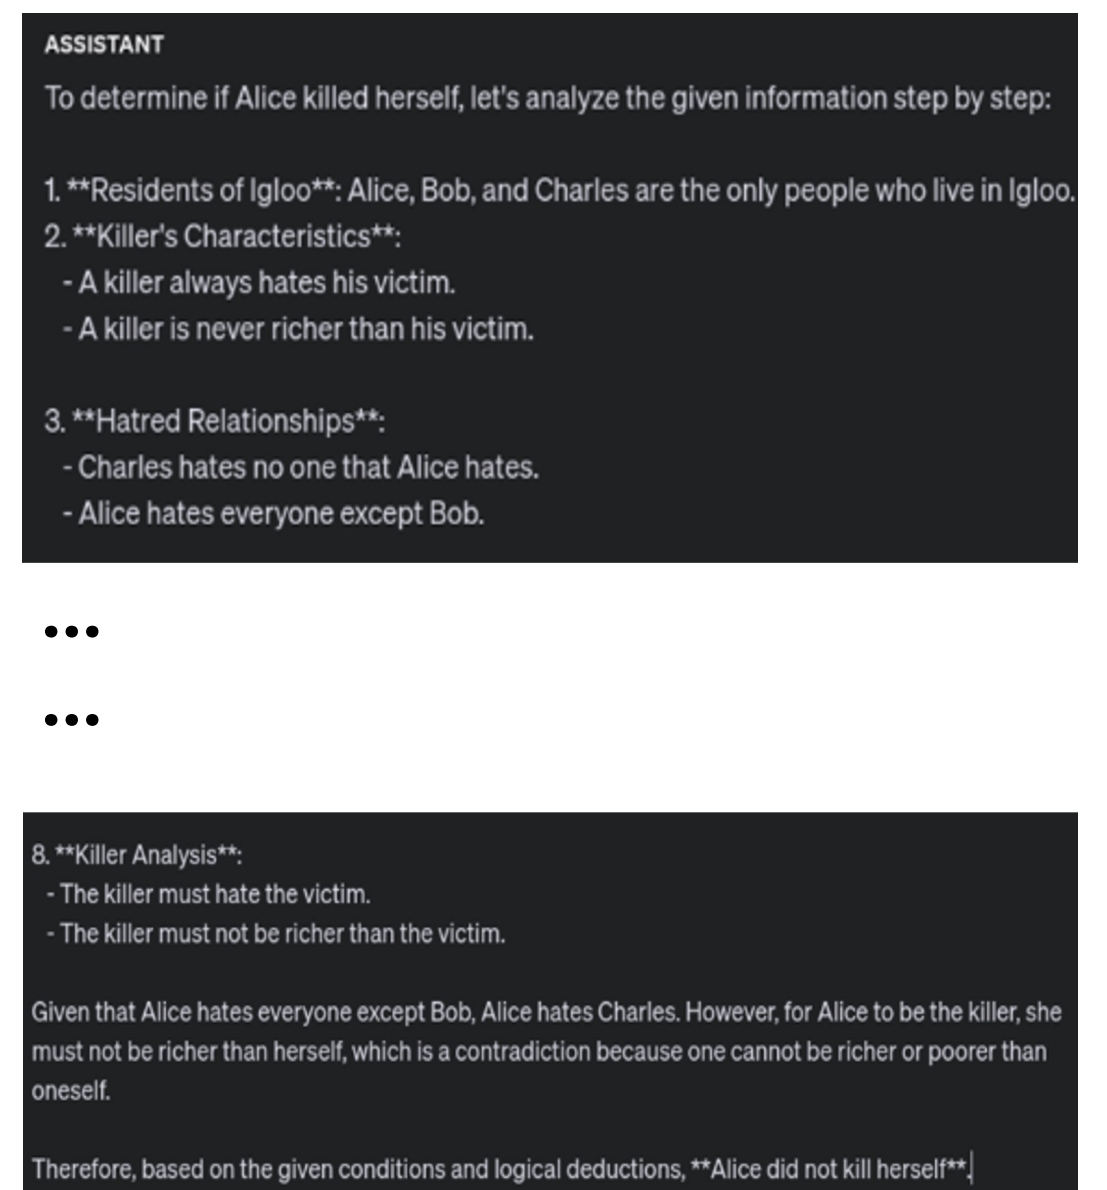 ASSISTANT
To determine if Alice killed herself, let's analyze the given information step by step:
1. **Residents of Igloo**: Alice, Bob, and Charles are the only people who live in Igloo.
2. **Killer's Characteristics**:
- A killer always hates his victim.
- A killer is never richer than his victim.
3. **Hatred Relationships**:
- Charles hates no one that Alice hates.
- Alice hates everyone except Bob.
•••
•••
8. **Killer Analysis**:
- The killer must hate the victim.
- The killer must not be richer than the victim.
Given that Alice hates everyone except Bob, Alice hates Charles. However, for Alice to be the killer, she
must not be richer than herself, which is a contradiction because one cannot be richer or poorer than
oneself.
Therefore, based on the given conditions and logical deductions, **Alice did not kill herself**.